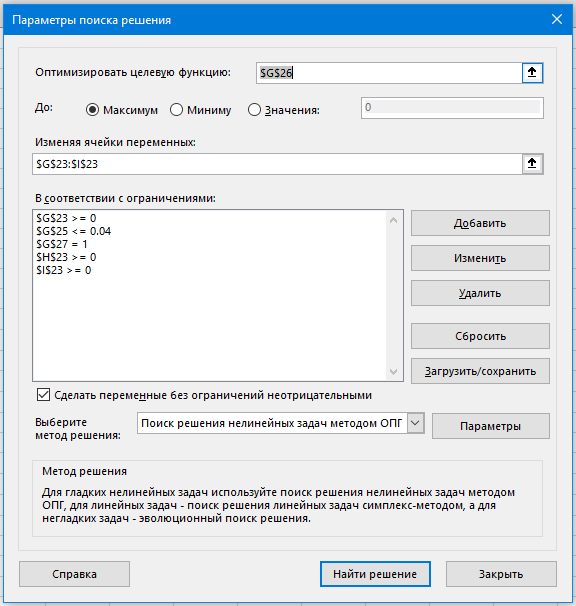 Параметры поиска решения
Оптимизировать целевую функцию: $G$26
До: Максимум Миниму Значения: 0
Изменяя ячейки переменных:
$G$23:$I$23
В соответствии с ограничениями:
$G$23 >= 0
$G$25 <= 0.04
$G$27 = 1
$H$23 >= 0
$I$23 >= 0
Добавить
Изменить
Удалить
Сбросить
Загрузить/сохранить
Сделать переменные без ограничений неотрицательными
Выберите
метод решения:
Поиск решения нелинейных задач методом ОПГ
Параметры
Метод решения
Для гладких нелинейных задач используйте поиск решения нелинейных задач методом
ОПГ, для линейных задач - поиск решения линейных задач симплекс-методом, а для
негладких задач - эволюционный поиск решения.
Справка
Найти решение
Закрыть